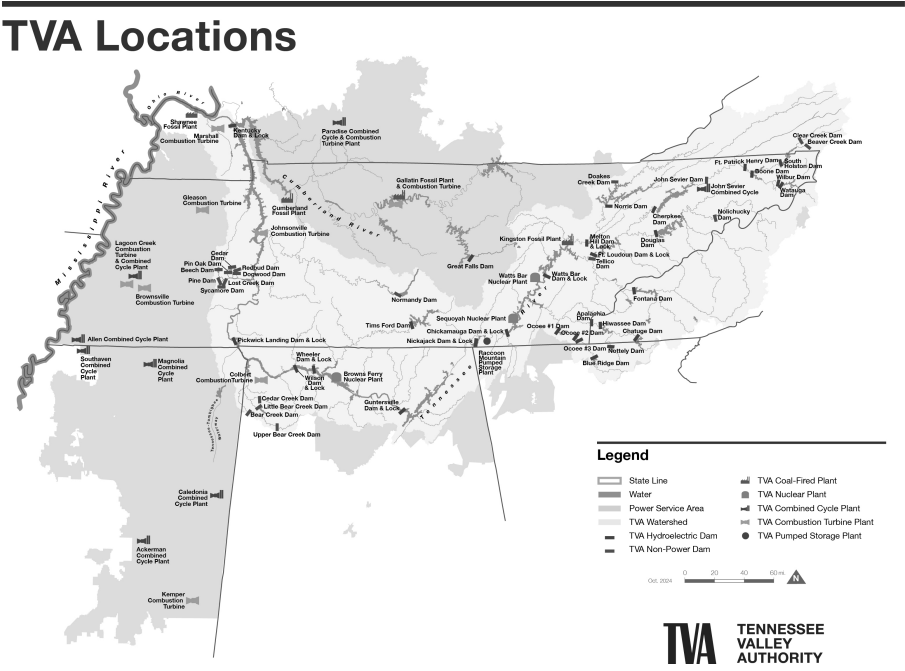 TVA Locations
Ohio River
Mississippi River
Shawnee
Fossil Plant
Marshall
Combustion Turbine
Kentucky
Dam & Lock
Paradise Combined
Cycle & Combustion
Turbine Plant
Clear Creek Dam
Beaver Creek Dam
Ft. Patrick Henry Dam
South
Holston Dam
Boone Dam
Wilbur Dam
Watauga
Dam
Doakes
Creek Dam
John Sevier Dam
John Sevier
Combined Cycle
Gallatin Fossil Plant
& Combustion Turbine
Cumberland River
Gleason
Combustion Turbine
Cumberland
Fossil Plant
Norris Dam
Cherokee
Dam
Nolichucky
Dam
Johnsonville
Combustion Turbine
Kingston Fossil Plant
Melton
Hill Dam
& Lock
Douglas
Dam
Lagoon Creek
Combustion
Turbine
& Combined
Cycle Plant
Cedar
Dam
Pin Oak Dam
Beech Dam
Redbud Dam
Dogwood Dam
Pine Dam
Lost Creek Dam
Sycamore Dam
Great Falls Dam
Ft. Loudoun Dam & Lock
Tellico
Dam
Watts Bar
Nuclear Plant
Watts Bar
Dam & Lock
Brownsville
Combustion Turbine
Normandy Dam
Fontana Dam
Tims Ford Dam
Sequoyah Nuclear Plant
Chickamauga Dam & Lock
Nickajack Dam & Lock
Apalachia
Dam
Ocoee #1 Dam
Ocoee #2 Dam
Hiwassee Dam
Chatuge Dam
Ocoee #3 Dam
Nottely Dam
Blue Ridge Dam
Allen Combined Cycle Plant
Pickwick Landing Dam & Lock
Southaven
Combined
Cycle
Plant
Magnolia
Combined
Cycle
Plant
Wheeler
Dam & Lock
Colbert
Combustion Turbine
Wilson
Dam
& Lock
Browns Ferry
Nuclear Plant
Raccoon
Mountain
Pumped
Storage
Plant
Tennessee River
Guntersville
Dam & Lock
Cedar Creek Dam
Little Bear Creek Dam
Bear Creek Dam
Upper Bear Creek Dam
Tennessee-Tombigbee
Waterway
Caledonia
Combined
Cycle Plant
Ackerman
Combined
Cycle Plant
Kemper
Combustion
Turbine
Legend
State Line
Water
Power Service Area
TVA Watershed
TVA Hydroelectric Dam
TVA Non-Power Dam
TVA Coal-Fired Plant
TVA Nuclear Plant
TVA Combined Cycle Plant
TVA Combustion Turbine Plant
TVA Pumped Storage Plant
Oct. 2024
0 20 40 60 mi.
N
TVA
TENNESSEE
VALLEY
AUTHORITY